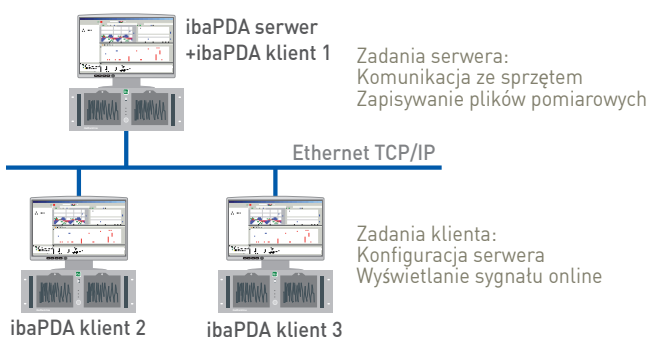 ibaPDA serwer
+ibaPDA klient 1
Zadania serwera:
Komunikacja ze sprzętem
Zapisywanie plików pomiarowych
Ethernet TCP/IP
Zadania klienta:
Konfiguracja serwera
Wyświetlanie sygnału online
ibaPDA klient 2
ibaPDA klient 3